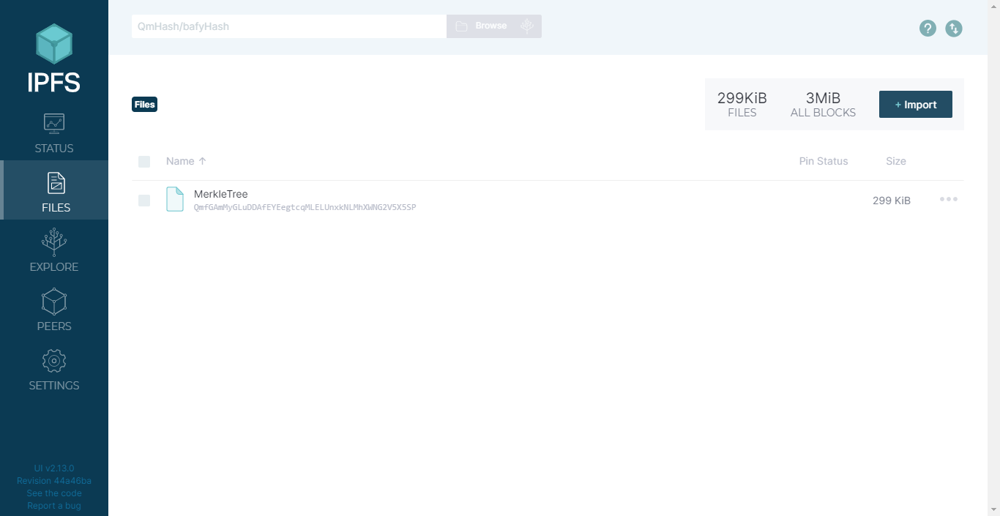 IPFS
STATUS
FILES
EXPLORE
PEERS
SETTINGS
UI v2.13.0
Revision 44a46ba
See the code
Report a bug
QmHash/bafyHash
Browse
?
Files
299KiB
FILES
3MiB
ALL BLOCKS
+ Import
Name ↑
Pin Status
Size
MerkleTree
QmfGAmMyGLuDDAfEYEegtcqMLELUnxkNLMhXWNG2V5X5SP
299 KiB